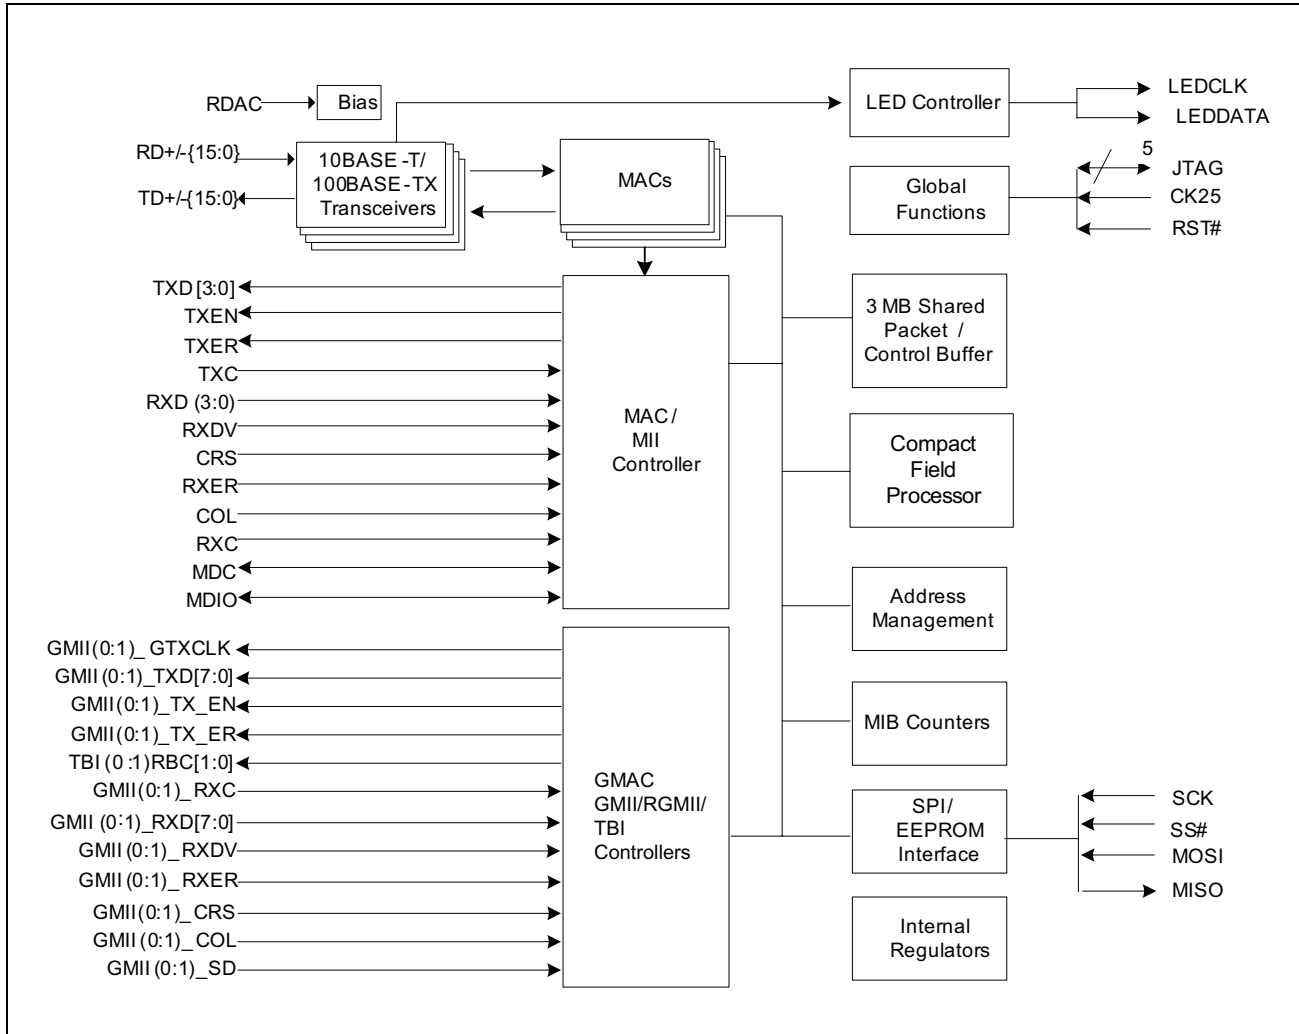 RDAC
Bias
RD+/-{15:0}
TD+/-{15:0}
10BASE-T/
100BASE-TX
Transceivers
MACs
LED Controller
LEDCLK
LEDDATA
Global
Functions
5
JTAG
CK25
RST#
TXD [3:0]
TXEN
TXER
TXC
RXD (3:0)
RXDV
CRS
RXER
COL
RXC
MDC
MDIO
MAC /
MII
Controller
3 MB Shared
Packet /
Control Buffer
Compact
Field
Processor
Address
Management
MIB Counters
GMII(0:1)_GTXCLK
GMII(0:1)_TXD[7:0]
GMII(0:1)_TX_EN
GMII(0:1)_TX_ER
TBI(0:1)RBC[1:0]
GMII(0:1)_RXC
GMII (0:1)_RXD[7:0]
GMII(0:1)_RXDV
GMII(0:1)_RXER
GMII(0:1)_CRS
GMII(0:1)_COL
GMII(0:1)_SD
GMAC
GMII/RGMII/
TBI
Controllers
SPI/
EEPROM
Interface
SCK
SS#
MOSI
MISO
Internal
Regulators